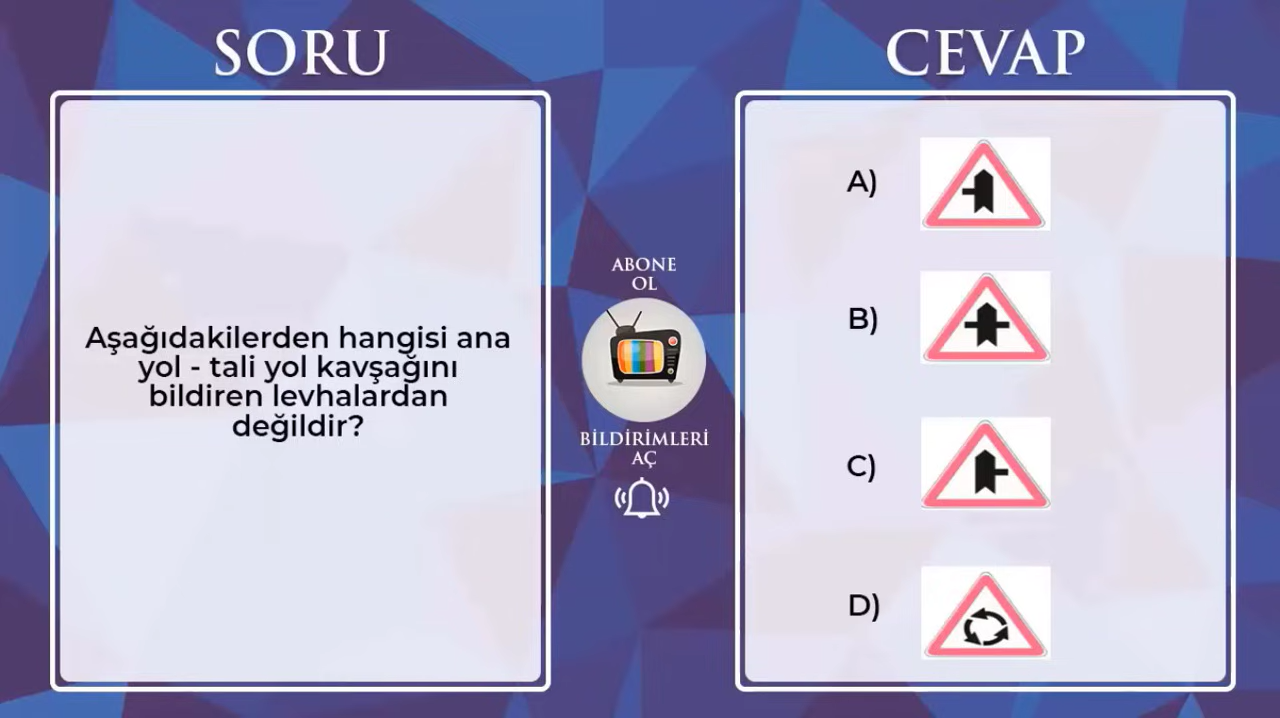 SORU
Aşağıdakilerden hangisi ana
yol - tali yol kavşağını
bildiren levhalardan
değildir?
ABONE
OL
BİLDİRİMLERİ
AÇ
CEVAP
A)
B)
C)
D)